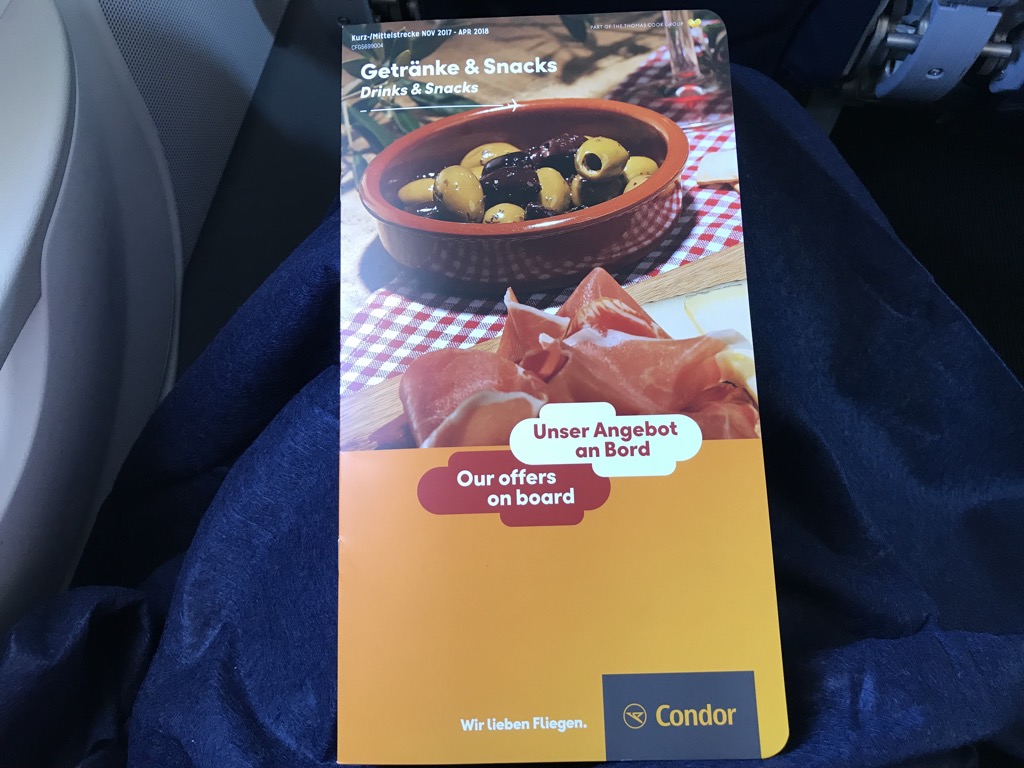 Kurz-/Mittelstrecke NOV 2017 - APR 2018
CFGS699004
PART OF THE THOMAS COOK GROUP
Getränke & Snacks
Drinks & Snacks
Unser Angebot
an Bord
Our offers
on board
Wir lieben Fliegen.
Condor